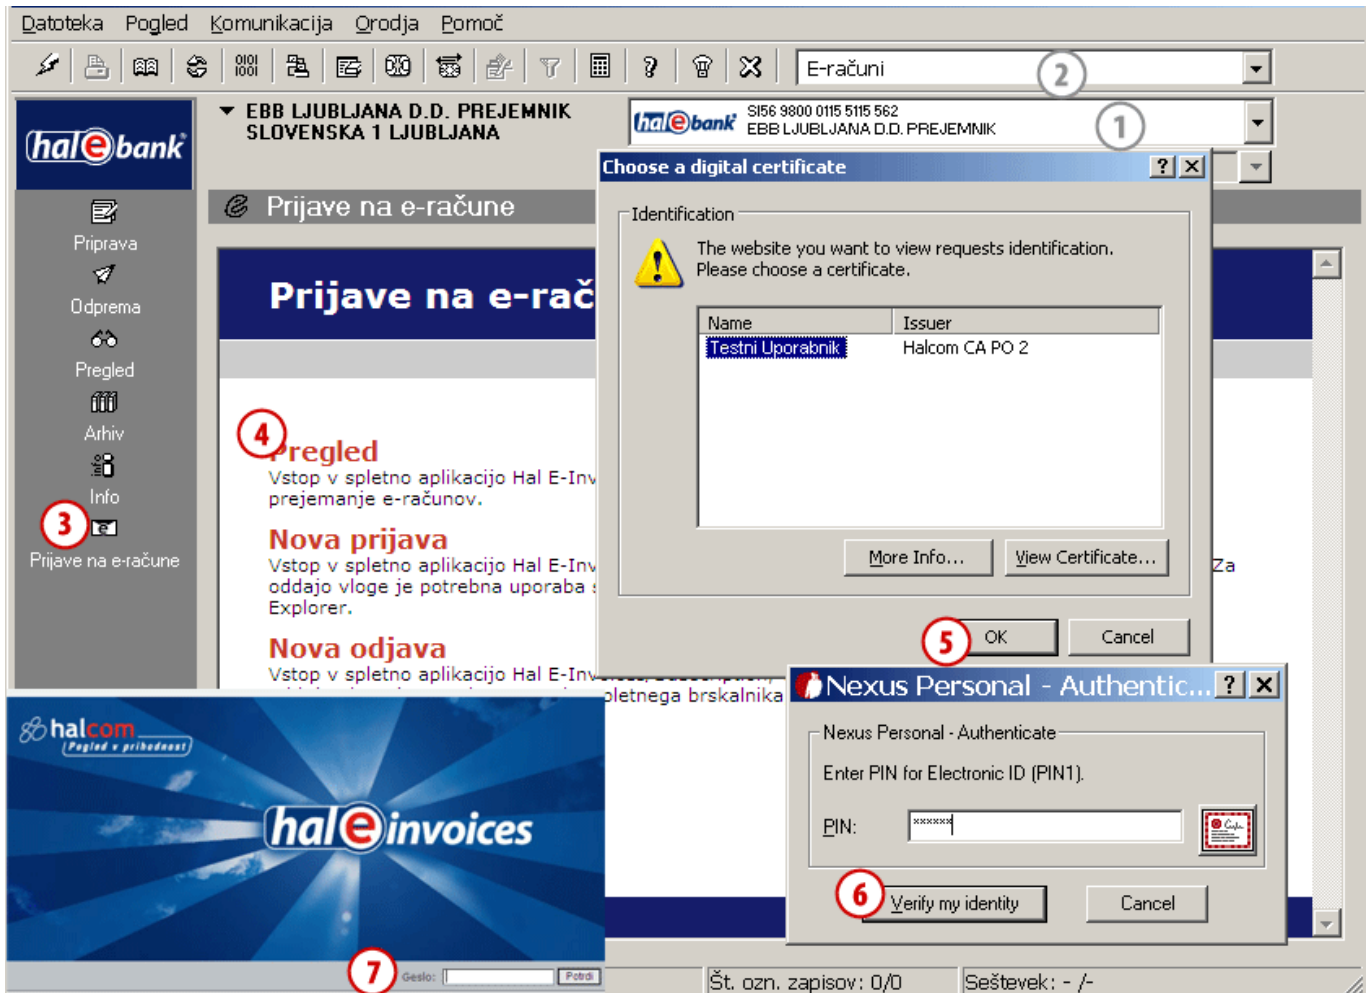 Datoteka Pogled Komunikacija Orodja Pomoč
E-računi
2
hal e bank
EBB LJUBLJANA D.D. PREJEMNIK
SLOVENSKA 1 LJUBLJANA
hal e bank
SI56 9800 0115 5115 562
EBB LJUBLJANA D.D. PREJEMNIK
1
Prijave na e-račune
Priprava
Odprema
Pregled
Arhiv
Info
3
Prijave na e-račune
Prijave na e-rač
4
Pregled
Vstop v spletno aplikacijo Hal E-Inv
prejemanje e-računov.
Nova prijava
Vstop v spletno aplikacijo Hal E-Inv
Za
oddajo vloge je potrebna uporaba s
Explorer.
Nova odjava
Vstop v spletno aplikacijo Hal E-Inv
pletnega brskalnika
Choose a digital certificate
Identification
The website you want to view requests identification.
Please choose a certificate.
Name Issuer
Testni Uporabnik Halcom CA PO 2
More Info... View Certificate...
5
OK Cancel
Nexus Personal - Authentic...
Nexus Personal - Authenticate
Enter PIN for Electronic ID (PIN1).
PIN: ******
6
Verify my identity Cancel
halcom
Pogled v prihodnost
hal e invoices
7
Geslo: Potrdi
Št. ozn. zapisov: 0/0 Seštevek: - /-